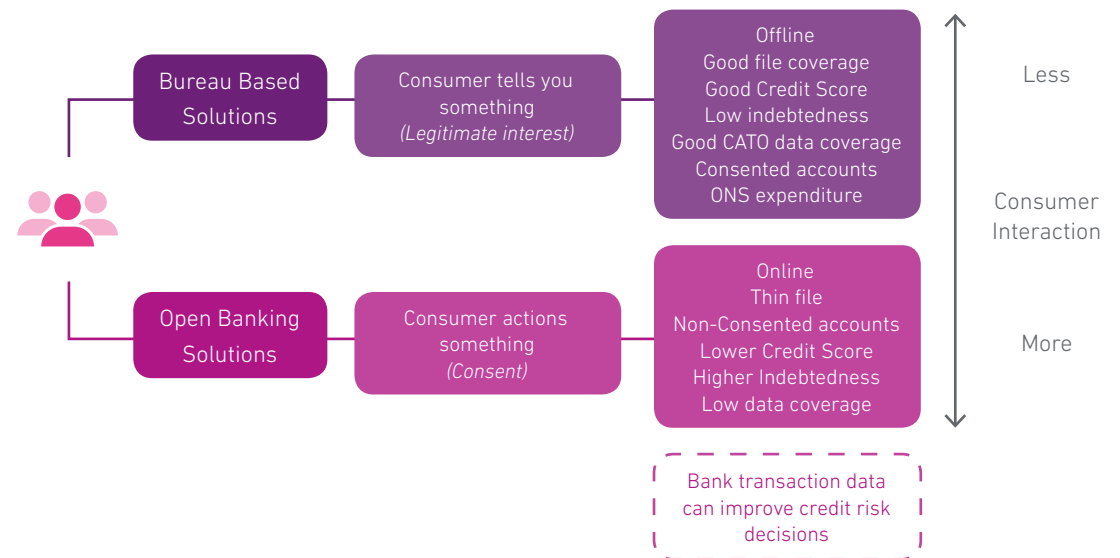 Bureau Based
Solutions
Consumer tells you
something
(Legitimate interest)
Offline
Good file coverage
Good Credit Score
Low indebtedness
Good CATO data coverage
Consented accounts
ONS expenditure
Less
Consumer
Interaction
More
Open Banking
Solutions
Consumer actions
something
(Consent)
Online
Thin file
Non-Consented accounts
Lower Credit Score
Higher Indebtedness
Low data coverage
Bank transaction data
can improve credit risk
decisions